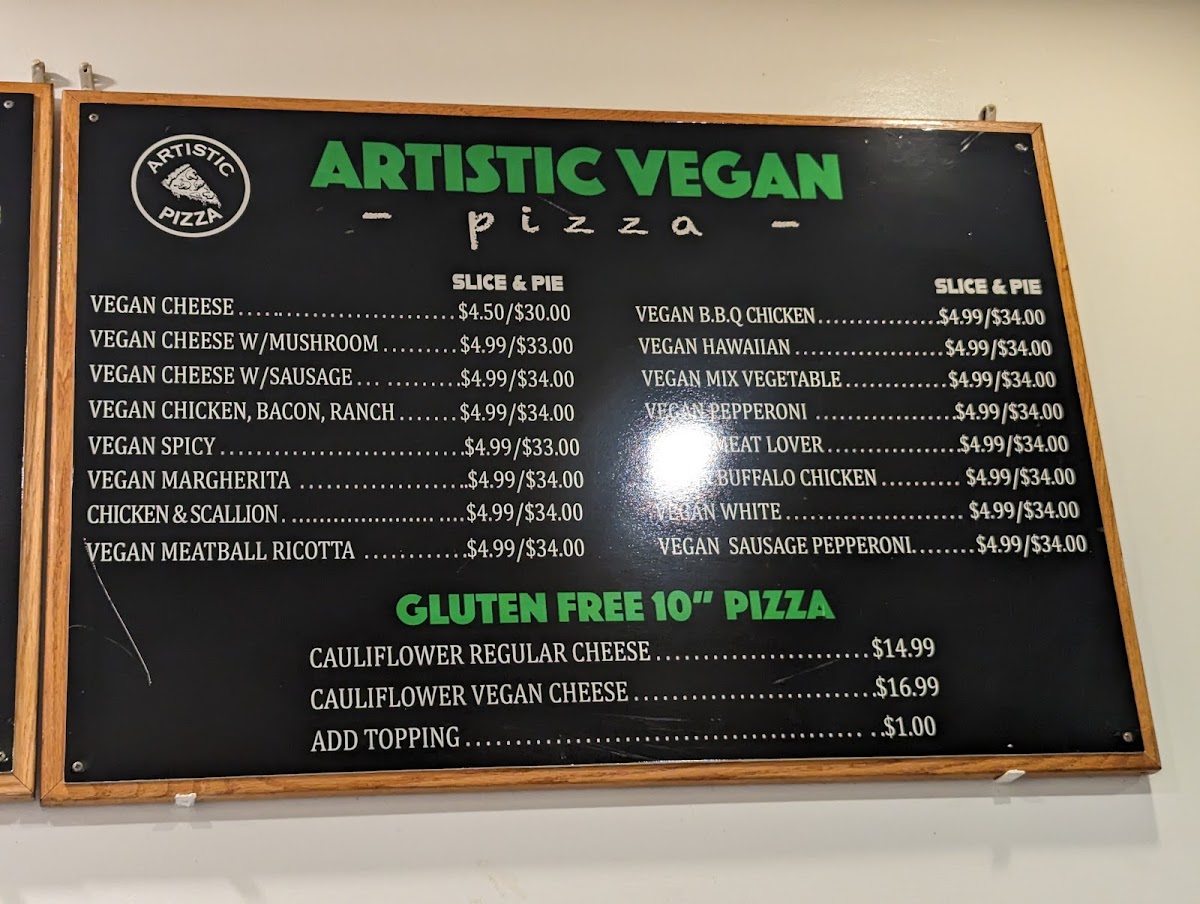 ARTISTIC
PIZZA
ARTISTIC VEGAN
- pizza -
SLICE & PIE
VEGAN CHEESE........................$4.50/$30.00
VEGAN CHEESE W/MUSHROOM.........$4.99/$33.00
VEGAN CHEESE W/SAUSAGE... .........$4.99/$34.00
VEGAN CHICKEN, BACON, RANCH.......$4.99/$34.00
VEGAN SPICY...........................$4.99/$33.00
VEGAN MARGHERITA ...................$4.99/$34.00
CHICKEN & SCALLION. ........................ ....$4.99/$34.00
VEGAN MEATBALL RICOTTA ............$4.99/$34.00
SLICE & PIE
VEGAN B.B.Q CHICKEN.................$4.99/$34.00
VEGAN HAWAIIAN...................$4.99/$34.00
VEGAN MIX VEGETABLE.............$4.99/$34.00
VEGAN PEPPERONI ................$4.99/$34.00
MEAT LOVER..................$4.99/$34.00
BUFFALO CHICKEN........... $4.99/$34.00
VEGAN WHITE....................... $4.99/$34.00
VEGAN SAUSAGE PEPPERONI........$4.99/$34.00
GLUTEN FREE 10" PIZZA
CAULIFLOWER REGULAR CHEESE.......................$14.99
CAULIFLOWER VEGAN CHEESE..........................$16.99
ADD TOPPING.......................................... ..$1.00